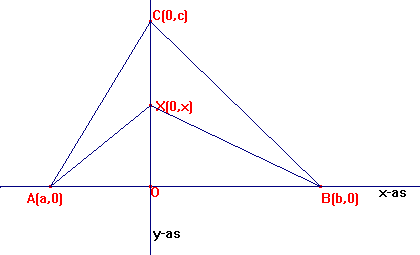 C(0,c)
X(0,x)
A(a,0)
O
B(b,0)
x-as
y-as